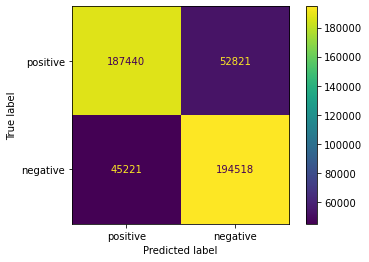 positive
187440
52821
negative
45221
194518
positive
negative
True label
Predicted label
180000
160000
140000
120000
100000
80000
60000